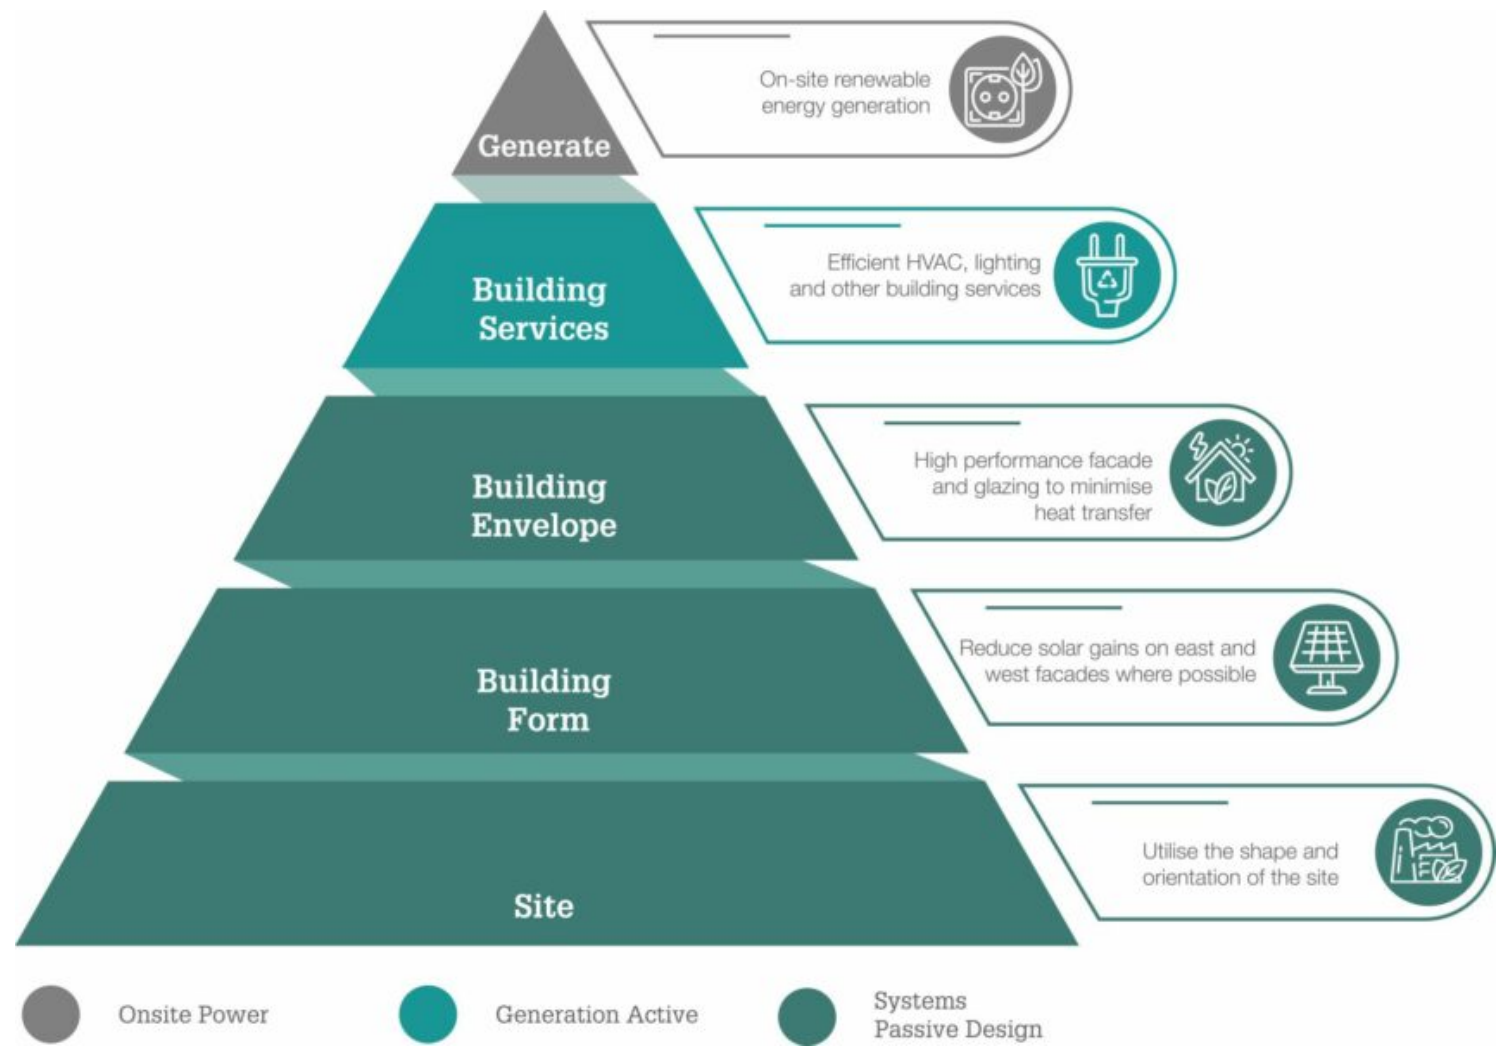 Generate
On-site renewable
energy generation
Building
Services
Efficient HVAC, lighting
and other building services
Building
Envelope
High performance facade
and glazing to minimise
heat transfer
Building
Form
Reduce solar gains on east and
west facades where possible
Site
Utilise the shape and
orientation of the site
Onsite Power
Generation Active
Systems
Passive Design